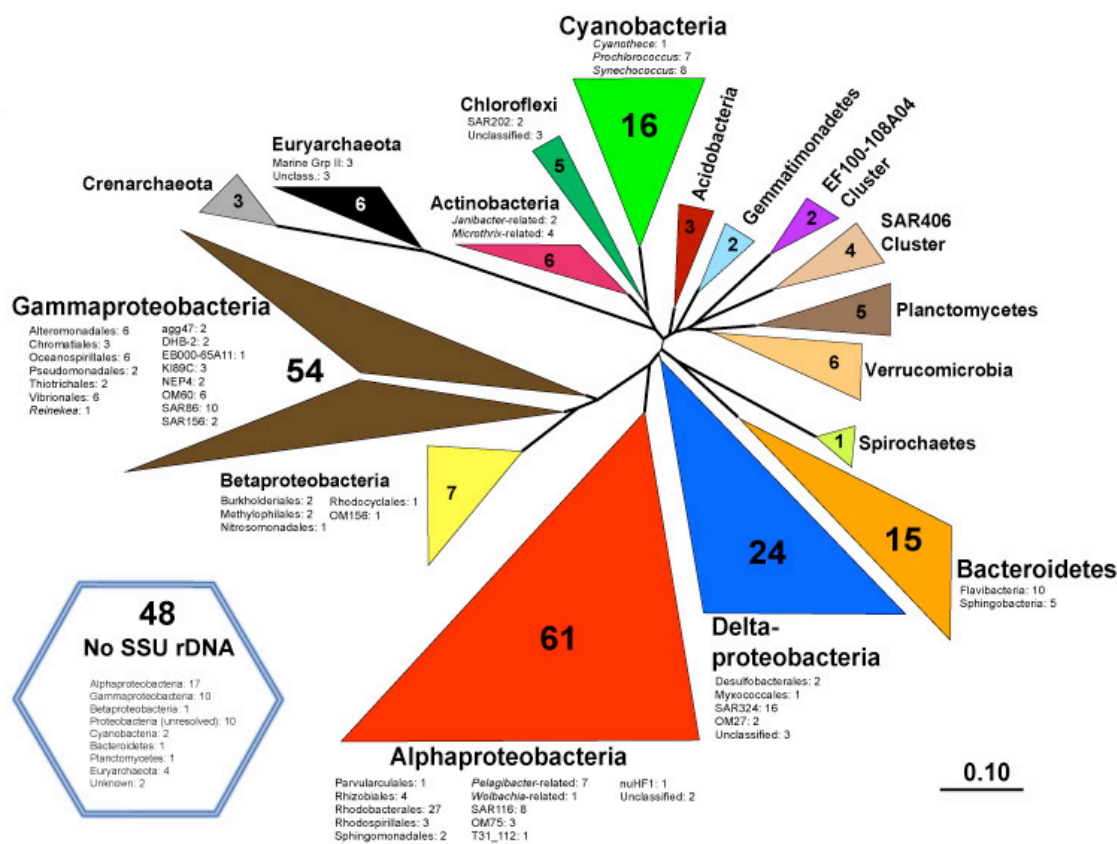 Cyanobacteria
Cyanothece: 1
Prochlorococcus: 7
Synechococcus: 8
16
Chloroflexi
SAR202: 2
Unclassified: 3
5
Euryarchaeota
Marine Grp II: 3
Unclass.: 3
6
Crenarchaeota
3
Actinobacteria
Janibacter-related: 2
Microthrix-related: 4
6
Acidobacteria
3
Gemmatimonadetes
2
EF100-108A04
Cluster
2
SAR406
Cluster
4
Planctomycetes
5
Verrucomicrobia
6
Spirochaetes
1
Gammaproteobacteria
Alteromonadales: 6
Chromatiales: 3
Oceanospirillales: 6
Pseudomonadales: 2
Thiotrichales: 2
Vibrionales: 6
Reinekea: 1
agg47: 2
DHB-2: 2
EB000-65A11: 1
KI89C: 3
NEP4: 2
OM60: 6
SAR86: 10
SAR156: 2
54
Betaproteobacteria
Burkholderiales: 2
Methylophilales: 2
Nitrosomonadales: 1
Rhodocyclales: 1
OM156: 1
7
15
Bacteroidetes
Flavibacteria: 10
Sphingobacteria: 5
24
Delta-
proteobacteria
Desulfobacterales: 2
Myxococcales: 1
SAR324: 16
OM27: 2
Unclassified: 3
61
Alphaproteobacteria
Parvularculales: 1
Rhizobiales: 4
Rhodobacterales: 27
Rhodospirillales: 3
Sphingomonadales: 2
Pelagibacter-related: 7
Wolbachia-related: 1
SAR116: 8
OM75: 3
T31_112: 1
nuHF1: 1
Unclassified: 2
48
No SSU rDNA
Alphaproteobacteria: 17
Gammaproteobacteria: 10
Betaproteobacteria: 1
Proteobacteria (unresolved): 10
Cyanobacteria: 2
Bacteroidetes: 1
Planctomycetes: 1
Euryarchaeota: 4
Unknown: 2
0.10